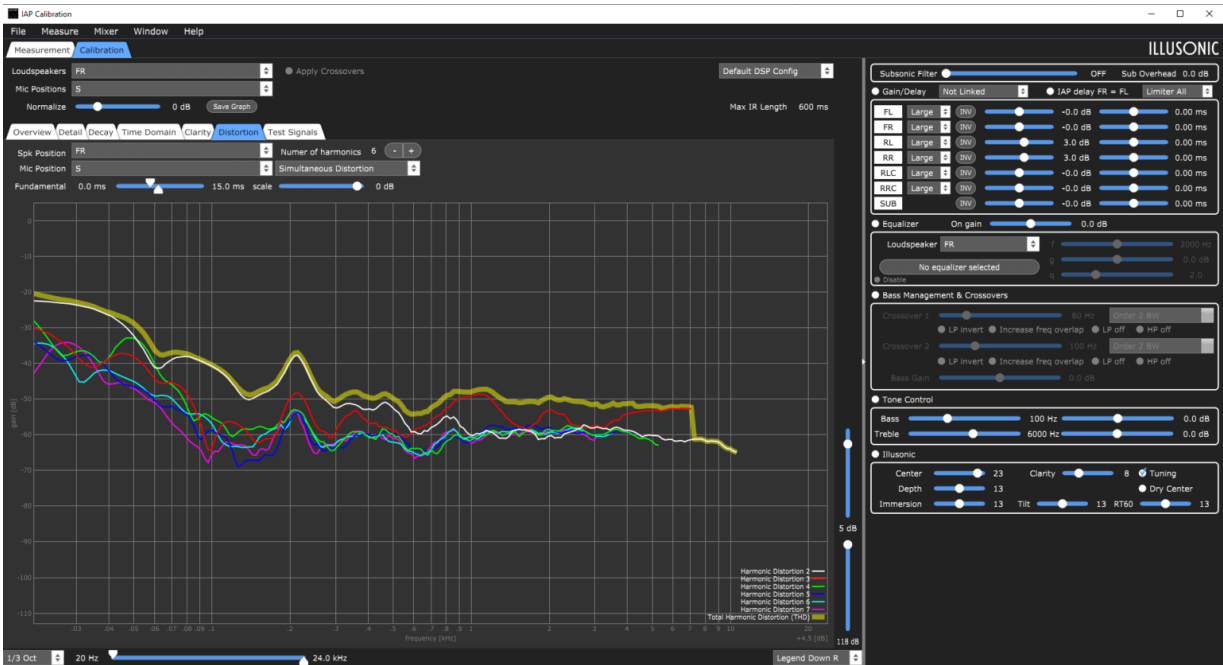 IAP Calibration
File Measure Mixer Window Help
Measurement Calibration
ILLUSONIC
Loudspeakers FR Apply Crossovers Default DSP Config
Mic Positions S
Normalize 0 dB Save Graph Max IR Length 600 ms
Overview Detail Decay Time Domain Clarity Distortion Test Signals
Spk Position FR Numer of harmonics 6 - +
Mic Position S Simultaneous Distortion
Fundamental 0.0 ms 15.0 ms scale 0 dB
0
-10
-20
-30
-40
-50
-60
-70
-80
-90
-100
-110
gain [dB]
.03 .04 .05 .06 .07 .08 .09 .1 .2 .3 .4 .5 .6 .7 .8 .9 1 2 3 4 5 6 7 8 9 10 20
frequency [kHz]
+4.5 [dB]
Harmonic Distortion 2
Harmonic Distortion 3
Harmonic Distortion 4
Harmonic Distortion 5
Harmonic Distortion 6
Harmonic Distortion 7
Total Harmonic Distortion (THD)
5 dB
118 dB
1/3 Oct 20 Hz 24.0 kHz Legend Down R
Subsonic Filter OFF Sub Overhead 0.0 dB
Gain/Delay Not Linked IAP delay FR = FL Limiter All
FL Large INV -0.0 dB 0.00 ms
FR Large INV -0.0 dB 0.00 ms
RL Large INV 3.0 dB 0.00 ms
RR Large INV 3.0 dB 0.00 ms
RLC Large INV -0.0 dB 0.00 ms
RRC Large INV -0.0 dB 0.00 ms
SUB INV -0.0 dB 0.00 ms
Equalizer On gain 0.0 dB
Loudspeaker FR f 2000 Hz
g 0.0 dB
No equalizer selected
q 2.0
Disable
Bass Management & Crossovers
Crossover 1 80 Hz Order 2 BW
LP invert Increase freq overlap LP off HP off
Crossover 2 100 Hz Order 2 BW
LP invert Increase freq overlap LP off HP off
Bass Gain 0.0 dB
Tone Control
Bass 100 Hz 0.0 dB
Treble 6000 Hz 0.0 dB
Illusonic
Center 23 Clarity 8 Tuning
Depth 13 Dry Center
Immersion 13 Tilt 13 RT60 13